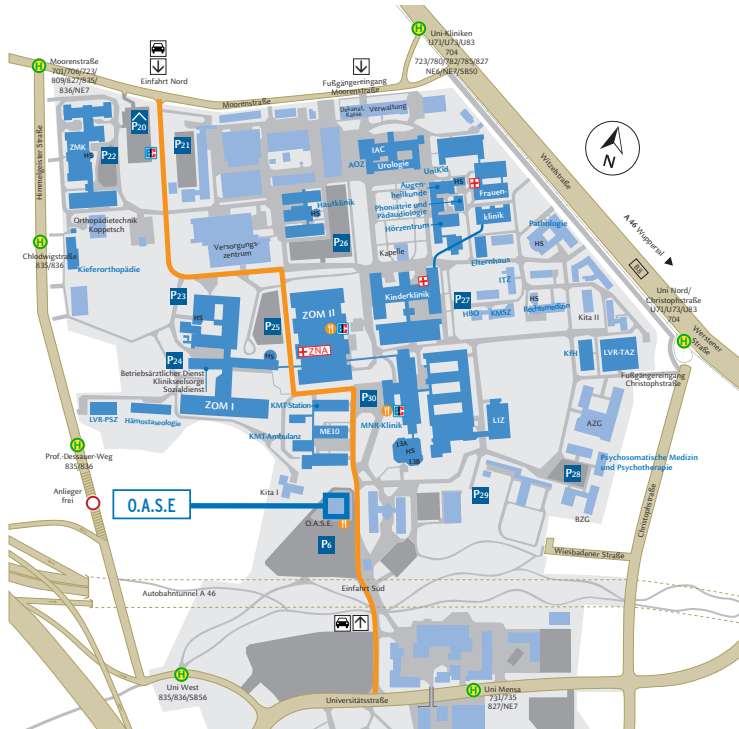 Moorenstraße
701/706/723/
809/827/835/
836/NE7
Einfahrt Nord
Fußgängereingang
Moorenstraße
Uni-Kliniken
U71/U73/U83
704
723/780/782/785/827
NE6/NE7/SB50
Moorenstraße
Himmelgeister Straße
Witzelstraße
N
A 46 Wuppertal
B8
Dekanat
Kasse
Verwaltung
P20
P21
P22
ZMK
HS
IAC
Urologie
AOZ
UniKid
HS
Augen-
heilkunde
Frauen-
klinik
Phoniatrie und
Pädaudiologie
Hörzentrum
Hautklinik
HS
Orthopädietechnik
Koppetsch
Versorgungs-
zentrum
P26
Kapelle
Pathologie
HS
Chlodwigstraße
835/836
Kieferorthopädie
Elternhaus
ITZ
Uni Nord/
Christophstraße
U71/U73/U83
704
P23
HS
P25
ZOM II
ZNA
Kinderklinik
P27
HBO
KMSZ
HS
Rechtsmedizin
Kita II
Werstener
Straße
P24
HS
Betriebsärztlicher Dienst
Klinikseelsorge
Sozialdienst
KfH
LVR-TAZ
Fußgängereingang
Christophstraße
LVR-PSZ
Hämostaseologie
ZOM I
KMT-Station
KMT-Ambulanz
MEIO
P30
MNR-Klinik
13A
HS
13B
LIZ
AZG
Psychosomatische Medizin
und Psychotherapie
Prof.-Dessauer-Weg
835/836
P28
Anlieger
frei
O.A.S.E
Kita I
O.A.S.E.
P6
P29
BZG
Christophstraße
Wiesbadener Straße
Autobahntunnel A 46
Einfahrt Süd
Uni West
835/836/SB56
Universitätsstraße
Uni Mensa
731/735
827/NE7